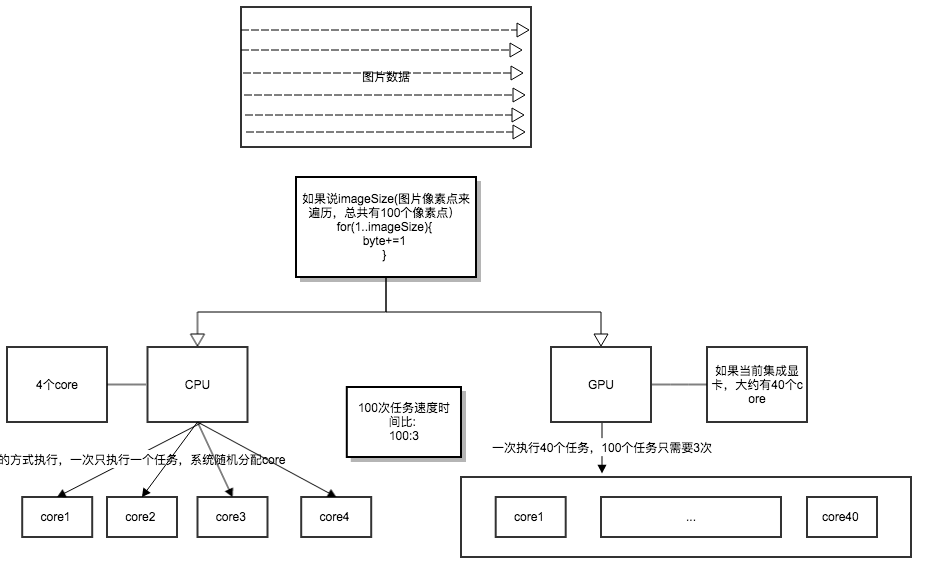 图片数据
如果说imageSize(图片像素点来
遍历，总共有100个像素点）
for(1..imageSize){
byte+=1
}
4个core
CPU
GPU
如果当前集成显
卡，大约有40个c
ore
100次任务速度时
间比:
100:3
的方式执行，一次只执行一个任务，系统随机分配core
一次执行40个任务，100个任务只需要3次
core1
core2
core3
core4
core1
...
core40